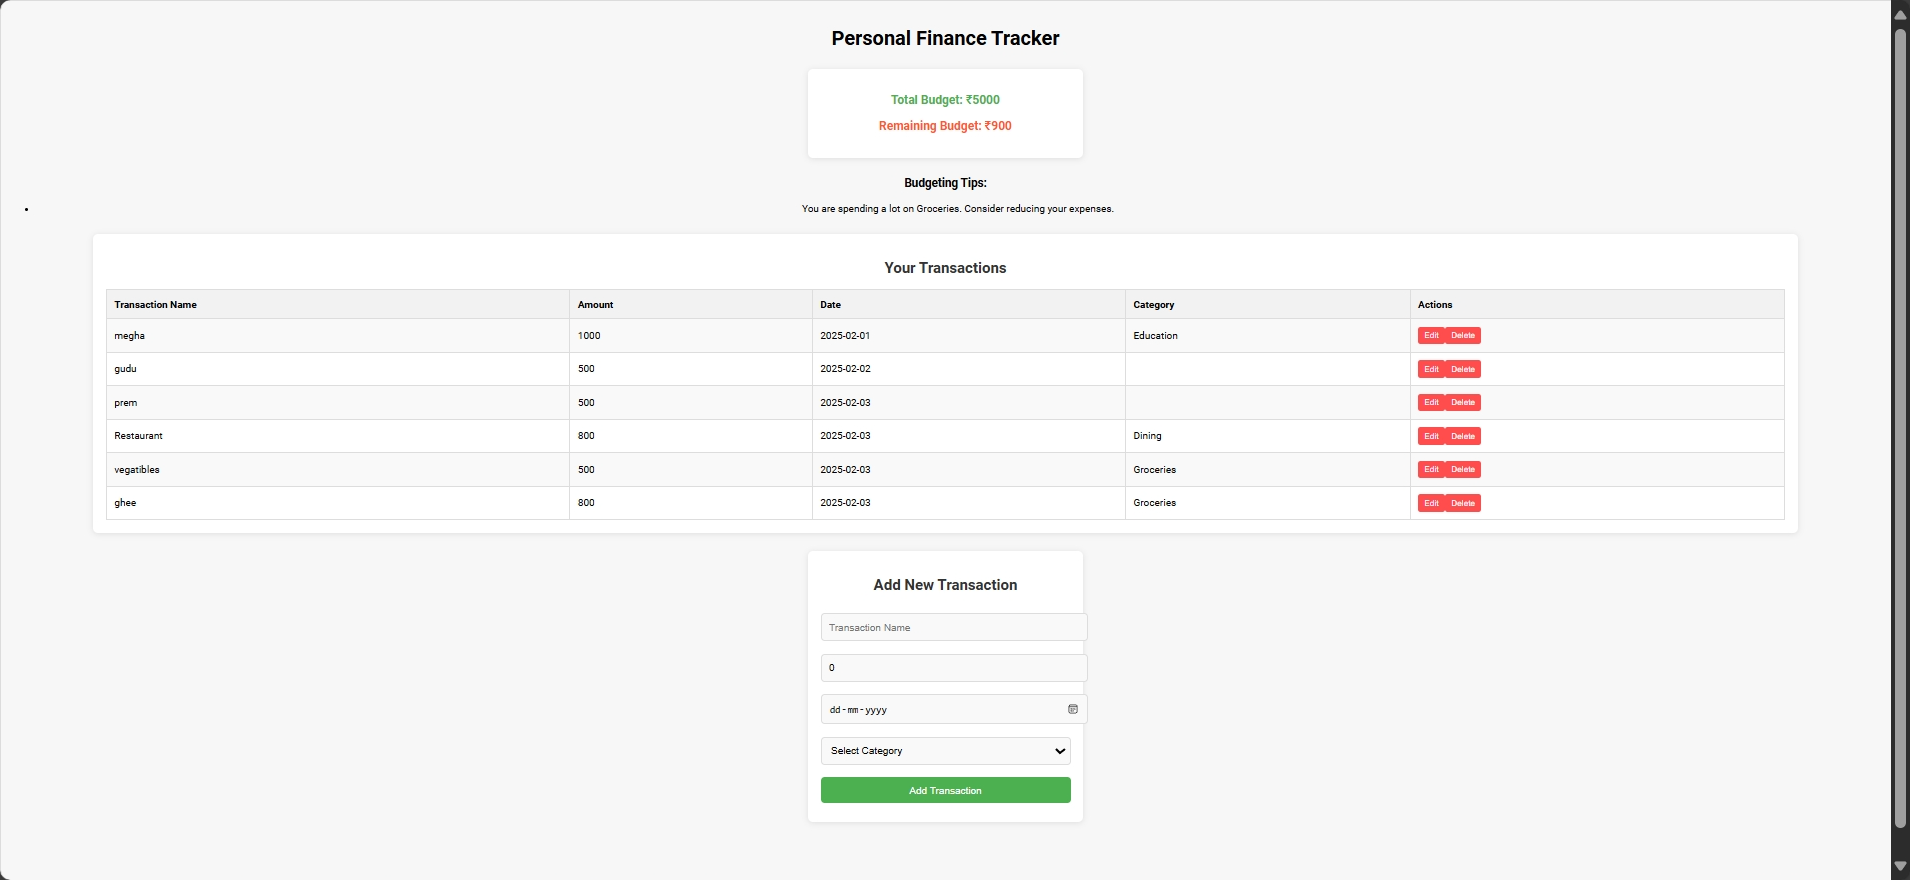 Personal Finance Tracker
Total Budget: ₹5000
Remaining Budget: ₹900
Budgeting Tips:
• You are spending a lot on Groceries. Consider reducing your expenses.
Your Transactions
Transaction Name Amount Date Category Actions
megha 1000 2025-02-01 Education Edit Delete
gudu 500 2025-02-02 Edit Delete
prem 500 2025-02-03 Edit Delete
Restaurant 800 2025-02-03 Dining Edit Delete
vegatibles 500 2025-02-03 Groceries Edit Delete
ghee 800 2025-02-03 Groceries Edit Delete
Add New Transaction
Transaction Name
0
dd-mm-yyyy
Select Category
Add Transaction